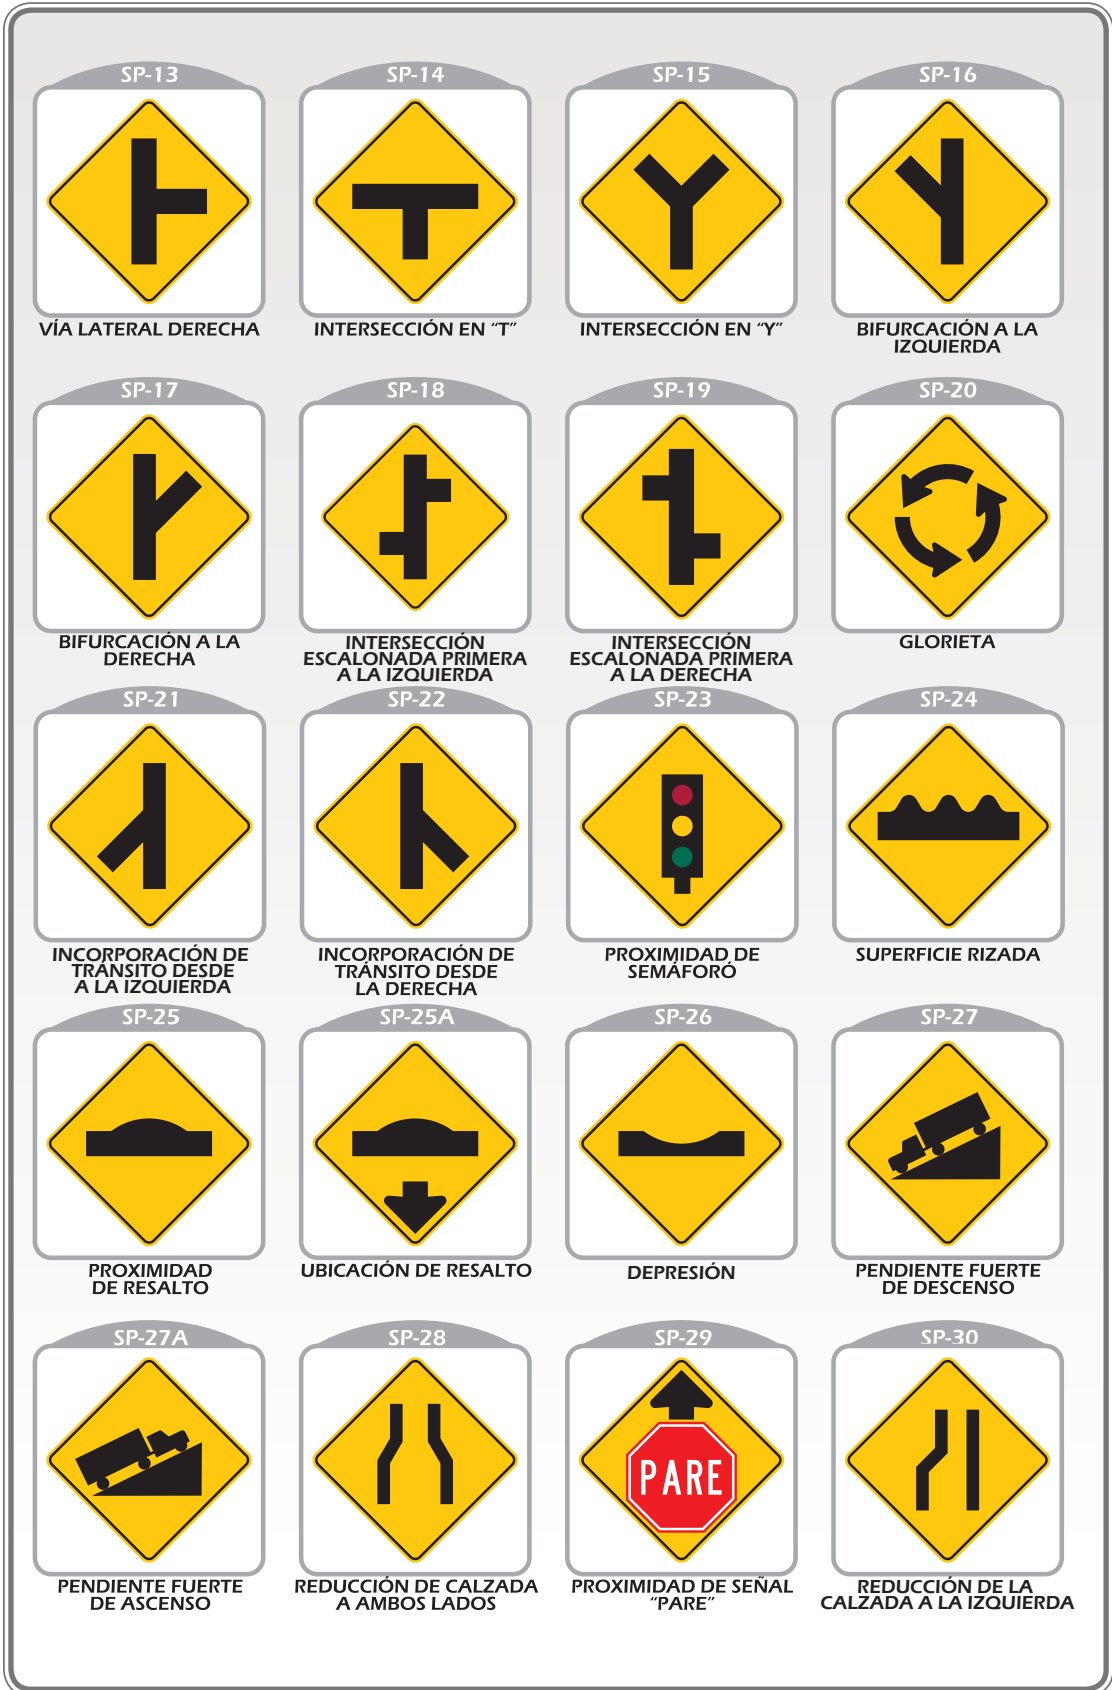 SP-13
SP-14
SP-15
SP-16
VÍA LATERAL DERECHA
INTERSECCIÓN EN “T”
INTERSECCIÓN EN “Y”
BIFURCACIÓN A LA
IZQUIERDA
SP-17
SP-18
SP-19
SP-20
BIFURCACIÓN A LA
DERECHA
INTERSECCIÓN
ESCALONADA PRIMERA
A LA IZQUIERDA
INTERSECCIÓN
ESCALONADA PRIMERA
A LA DERECHA
GLORIETA
SP-21
SP-22
SP-23
SP-24
INCORPORACIÓN DE
TRÁNSITO DESDE
A LA IZQUIERDA
INCORPORACIÓN DE
TRÁNSITO DESDE
LA DERECHA
PROXIMIDAD DE
SEMÁFORO
SUPERFICIE RIZADA
SP-25
SP-25A
SP-26
SP-27
PROXIMIDAD
DE RESALTO
UBICACIÓN DE RESALTO
DEPRESIÓN
PENDIENTE FUERTE
DE DESCENSO
SP-27A
SP-28
SP-29
SP-30
PARE
PENDIENTE FUERTE
DE ASCENSO
REDUCCIÓN DE CALZADA
A AMBOS LADOS
PROXIMIDAD DE SEÑAL
“PARE”
REDUCCIÓN DE LA
CALZADA A LA IZQUIERDA